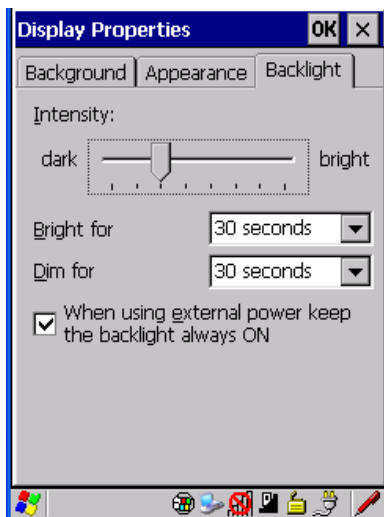 Display Properties OK ×
Background Appearance Backlight
Intensity:
dark bright
Bright for 30 seconds
Dim for 30 seconds
When using external power keep
the backlight always ON